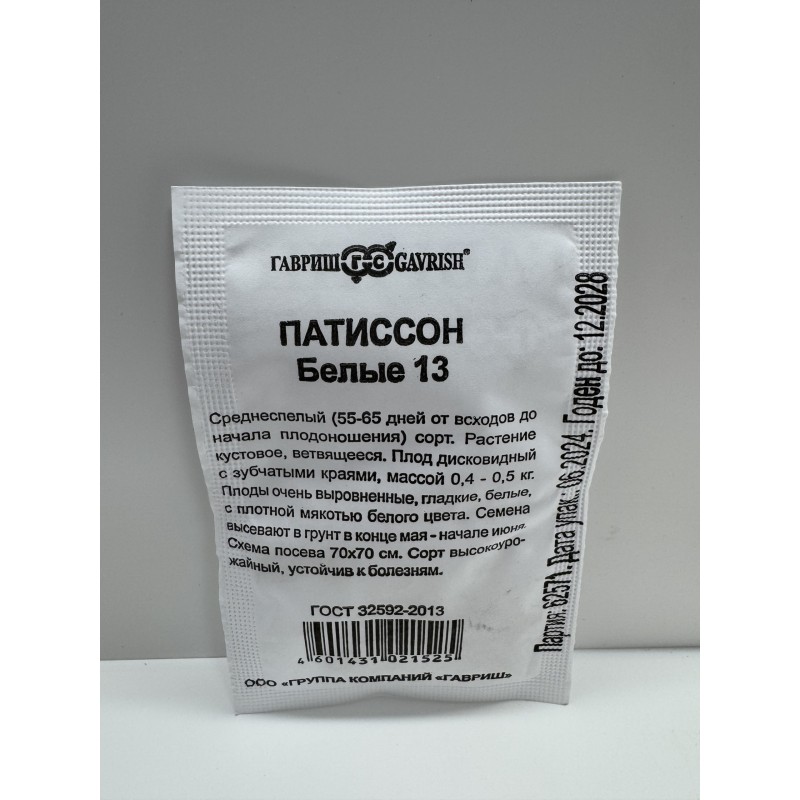 ГАВРИШ ГС GAVRISH®
ПАТИССОН
Белые 13
Среднеспелый (55-65 дней от всходов до
начала плодоношения) сорт. Растение
кустовое, ветвящееся. Плод дисковидный
с зубчатыми краями, массой 0,4 - 0,5 кг.
Плоды очень выровненные, гладкие, белые,
с плотной мякотью белого цвета. Семена
высевают в грунт в конце мая - начале июня.
Схема посева 70x70 см. Сорт высокоуро-
жайный, устойчив к болезням.
ГОСТ 32592-2013
4 601431 021525
ООО «ГРУППА КОМПАНИЙ «ГАВРИШ»
Партия: 62571. Дата упак.: 06.2024. Годен до: 12.2028